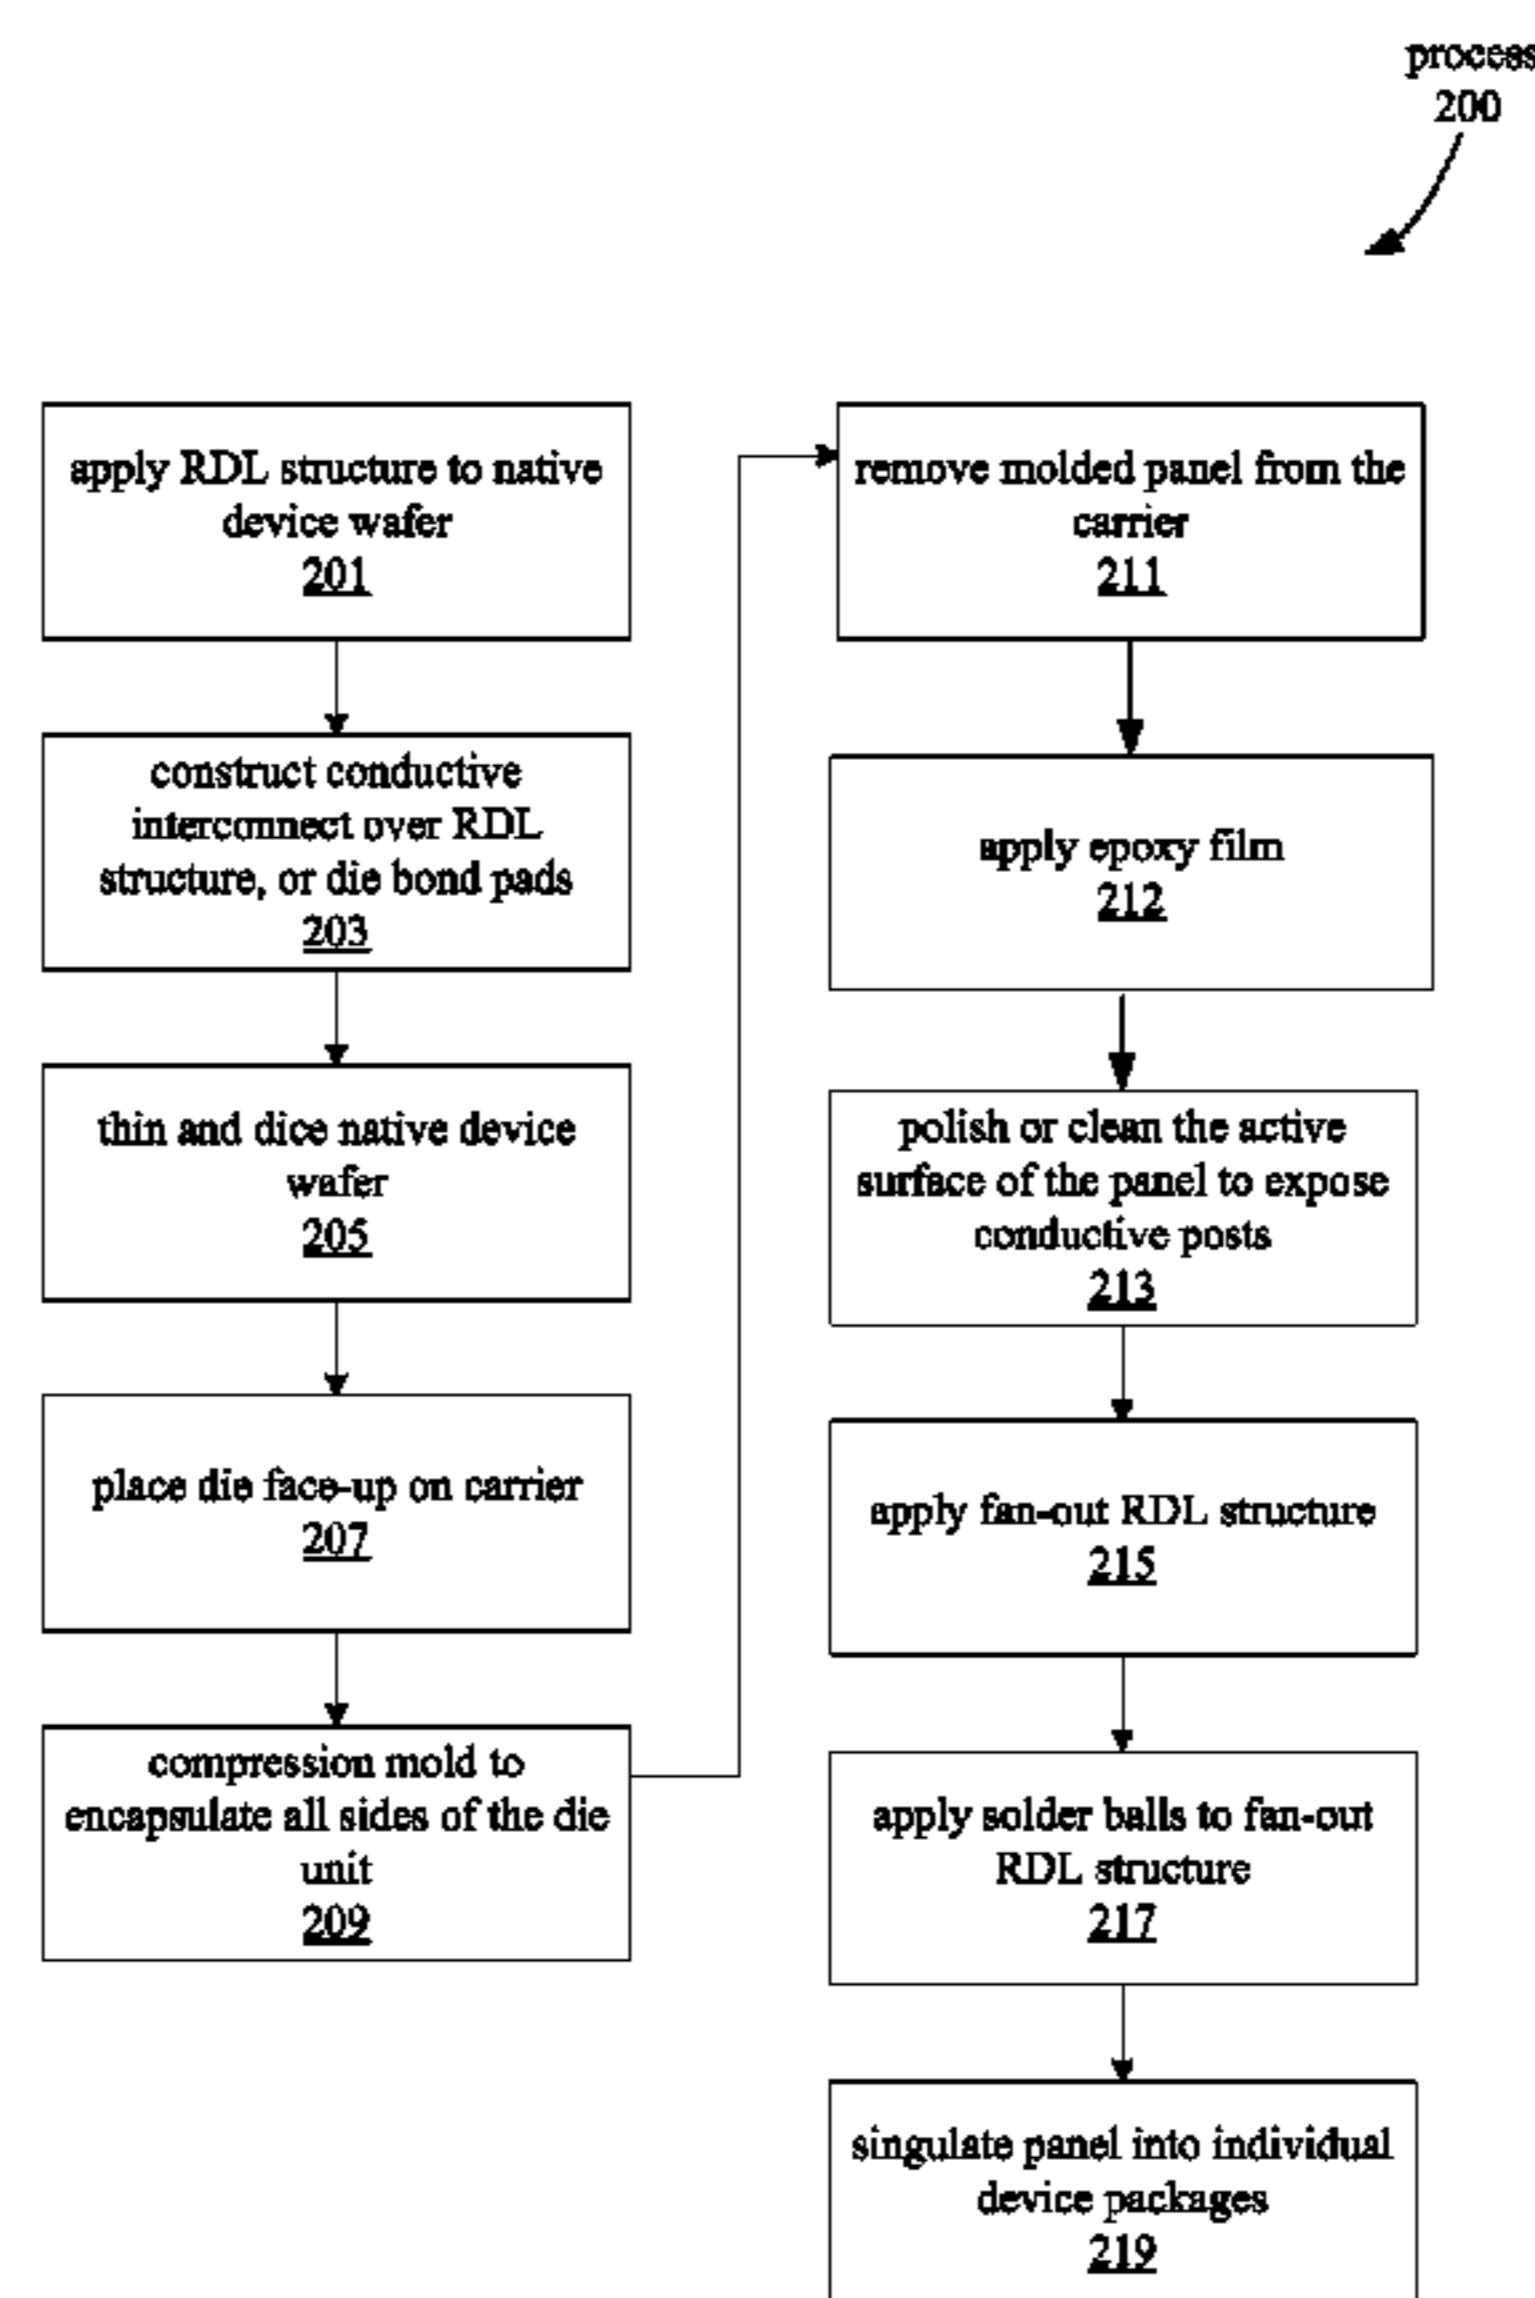 process
200
apply RDL structure to native
device wafer
201
construct conductive
interconnect over RDL
structure, or die bond pads
203
thin and dice native device
wafer
205
place die face-up on carrier
207
compression mold to
encapsulate all sides of the die
unit
209
remove molded panel from the
carrier
211
apply epoxy film
212
polish or clean the active
surface of the panel to expose
conductive posts
213
apply fan-out RDL structure
215
apply solder balls to fan-out
RDL structure
217
singulate panel into individual
device packages
219